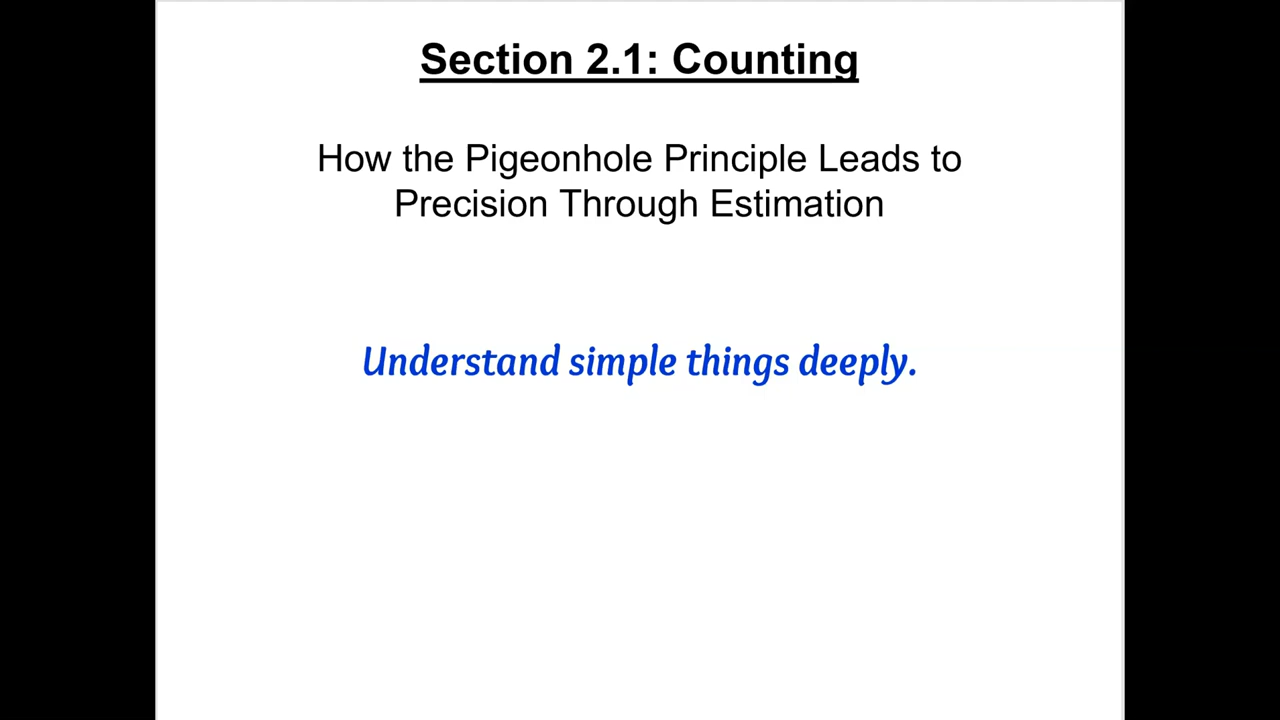 Section 2.1: Counting
How the Pigeonhole Principle Leads to
Precision Through Estimation
Understand simple things deeply.